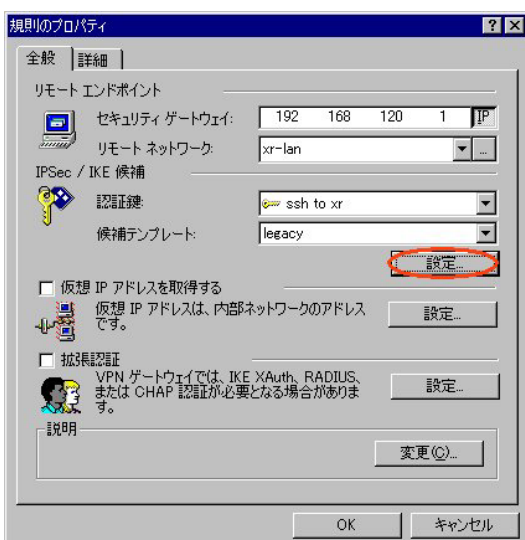 規則のプロパティ
全般 詳細
リモート エンドポイント
セキュリティ ゲートウェイ: 192 168 120 1 IP
リモート ネットワーク: xr-lan ...
IPSec / IKE 候補
認証鍵: ssh to xr
候補テンプレート: legacy
設定...
仮想 IP アドレスを取得する
仮想 IP アドレスは、内部ネットワークのアドレス
です。
設定...
拡張認証
VPN ゲートウェイでは、IKE XAuth、RADIUS、
または CHAP 認証が必要となる場合がありま
す。
設定...
説明
変更(C)...
OK キャンセル